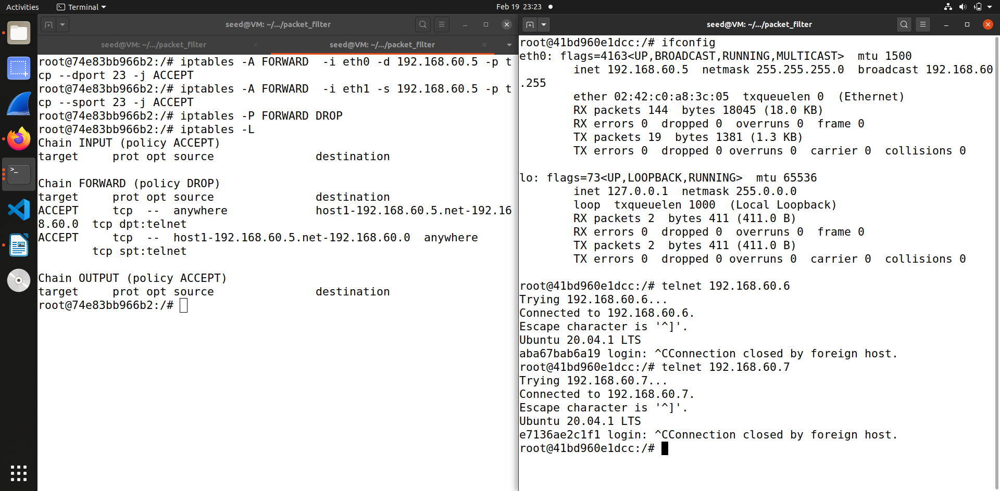 Activities
Terminal
Feb 19 23:23
seed@VM: ~/.../packet_filter
seed@VM: ~/.../packet_filter
seed@VM: ~/.../packet_filter
root@74e83bb966b2:/# iptables -A FORWARD  -i eth0 -d 192.168.60.5 -p t
cp --dport 23 -j ACCEPT
root@74e83bb966b2:/# iptables -A FORWARD  -i eth1 -s 192.168.60.5 -p t
cp --sport 23 -j ACCEPT
root@74e83bb966b2:/# iptables -P FORWARD DROP
root@74e83bb966b2:/# iptables -L
Chain INPUT (policy ACCEPT)
target     prot opt source               destination

Chain FORWARD (policy DROP)
target     prot opt source               destination
ACCEPT     tcp  --  anywhere             host1-192.168.60.5.net-192.16
8.60.0  tcp dpt:telnet
ACCEPT     tcp  --  host1-192.168.60.5.net-192.168.60.0  anywhere
        tcp spt:telnet

Chain OUTPUT (policy ACCEPT)
target     prot opt source               destination
root@74e83bb966b2:/#
seed@VM: ~/.../packet_filter
root@41bd960e1dcc:/# ifconfig
eth0: flags=4163<UP,BROADCAST,RUNNING,MULTICAST>  mtu 1500
        inet 192.168.60.5  netmask 255.255.255.0  broadcast 192.168.60
.255
        ether 02:42:c0:a8:3c:05  txqueuelen 0  (Ethernet)
        RX packets 144  bytes 18045 (18.0 KB)
        RX errors 0  dropped 0  overruns 0  frame 0
        TX packets 19  bytes 1381 (1.3 KB)
        TX errors 0  dropped 0 overruns 0  carrier 0  collisions 0

lo: flags=73<UP,LOOPBACK,RUNNING>  mtu 65536
        inet 127.0.0.1  netmask 255.0.0.0
        loop  txqueuelen 1000  (Local Loopback)
        RX packets 2  bytes 411 (411.0 B)
        RX errors 0  dropped 0  overruns 0  frame 0
        TX packets 2  bytes 411 (411.0 B)
        TX errors 0  dropped 0 overruns 0  carrier 0  collisions 0

root@41bd960e1dcc:/# telnet 192.168.60.6
Trying 192.168.60.6...
Connected to 192.168.60.6.
Escape character is '^]'.
Ubuntu 20.04.1 LTS
aba67bab6a19 login: ^CConnection closed by foreign host.
root@41bd960e1dcc:/# telnet 192.168.60.7
Trying 192.168.60.7...
Connected to 192.168.60.7.
Escape character is '^]'.
Ubuntu 20.04.1 LTS
e7136ae2c1f1 login: ^CConnection closed by foreign host.
root@41bd960e1dcc:/#